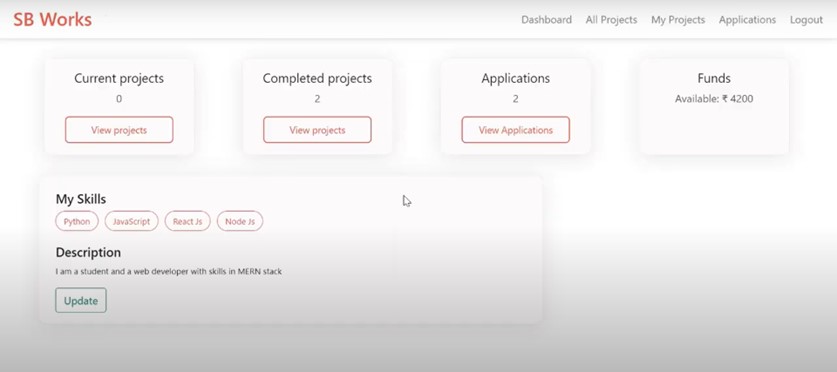 SB Works
Dashboard All Projects My Projects Applications Logout
Current projects
0
View projects
Completed projects
2
View projects
Applications
2
View Applications
Funds
Available: ₹ 4200
My Skills
Python JavaScript React Js Node Js
Description
I am a student and a web developer with skills in MERN stack
Update